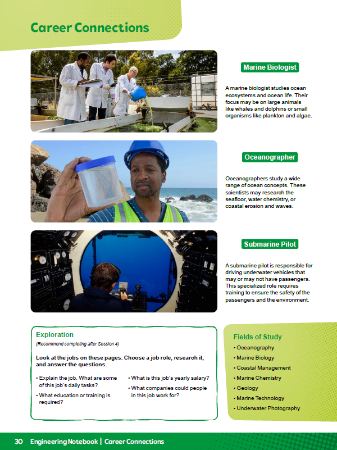 Career Connections
Marine Biologist
A marine biologist studies ocean
ecosystems and ocean life. Their
focus may be on large animals
like whales and dolphins or small
organisms like plankton and algae.
Oceanographer
Oceanographers study a wide
range of ocean concepts. These
scientists may research the
seafloor, water chemistry, or
coastal erosion and waves.
Submarine Pilot
A submarine pilot is responsible for
driving underwater vehicles that
may or may not have passengers.
This specialized role requires
training to ensure the safety of the
passengers and the environment.
Exploration
(Recommend completing after Session 4)
Look at the jobs on these pages. Choose a job role, research it,
and answer the questions.
• Explain the job. What are some
of this job's daily tasks?
• What education or training is
required?
• What is this job's yearly salary?
• What companies could people
in this job work for?
Fields of Study
• Oceanography
• Marine Biology
• Coastal Management
• Marine Chemistry
• Geology
• Marine Technology
• Underwater Photography
30 Engineering Notebook | Career Connections